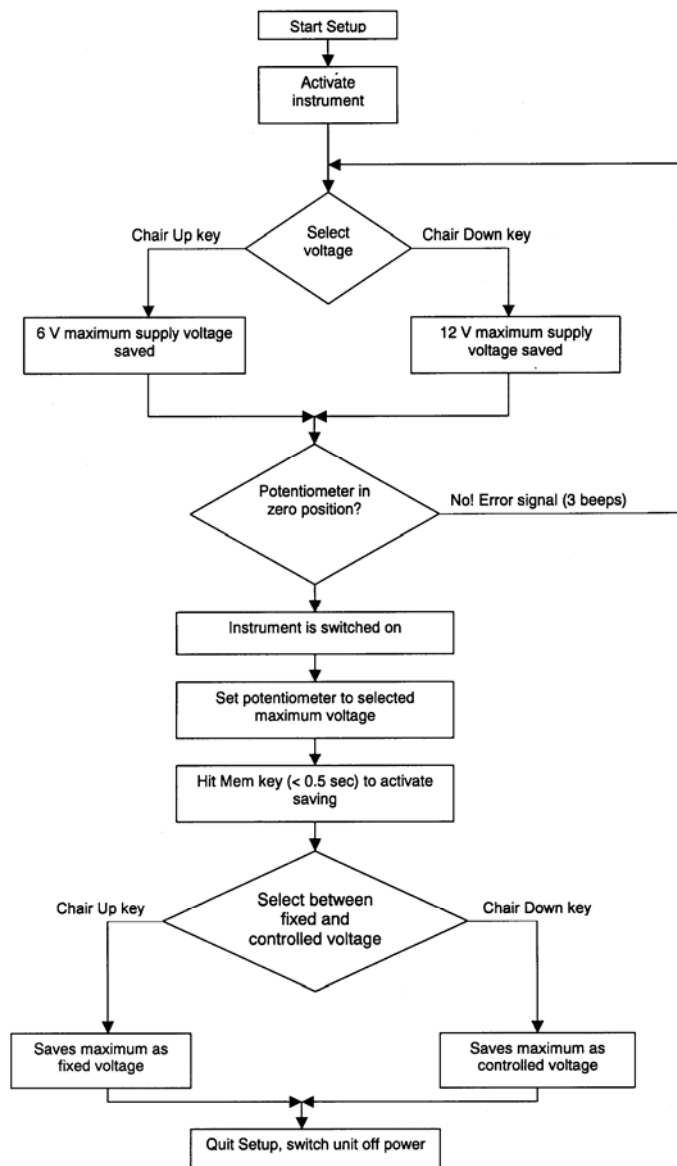 Start Setup
Activate
instrument
Select
voltage
Chair Up key
Chair Down key
6 V maximum supply voltage
saved
12 V maximum supply
voltage saved
Potentiometer in
zero position?
No! Error signal (3 beeps)
Instrument is switched on
Set potentiometer to selected
maximum voltage
Hit Mem key (< 0.5 sec) to activate
saving
Select between
fixed and
controlled voltage
Chair Up key
Chair Down key
Saves maximum as
fixed voltage
Saves maximum as
controlled voltage
Quit Setup, switch unit off power